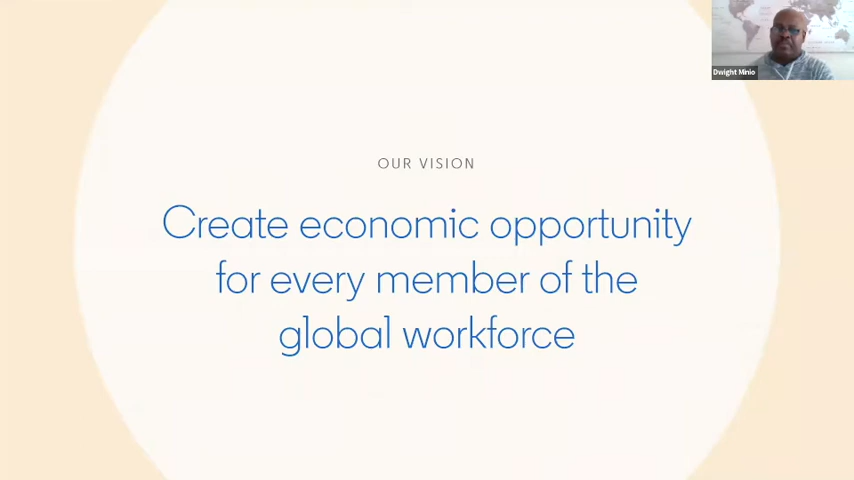 Dwight Minio
OUR VISION
Create economic opportunity
for every member of the
global workforce